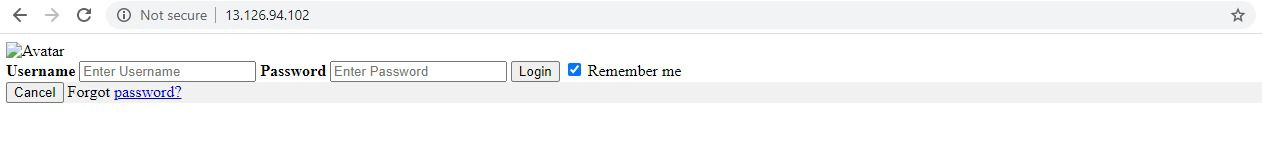 Not secure 13.126.94.102
Avatar
Username Enter Username Password Enter Password Login Remember me
Cancel Forgot password?